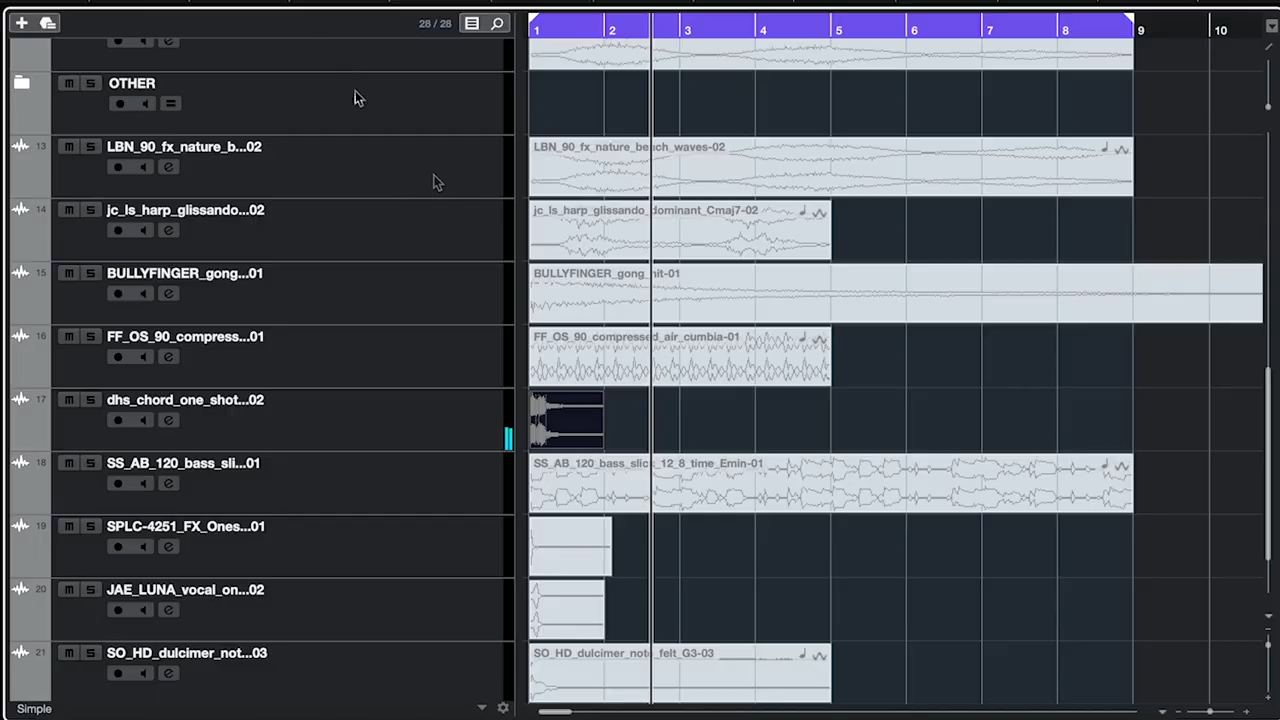 28 / 28
1 2 3 4 5 6 7 8 9 10
m S OTHER
13 m S LBN_90_fx_nature_b...02
LBN_90_fx_nature_beach_waves-02
14 m S jc_ls_harp_glissando...02
jc_ls_harp_glissando_dominant_Cmaj7-02
15 m S BULLYFINGER_gong...01
BULLYFINGER_gong_hit-01
16 m S FF_OS_90_compress...01
FF_OS_90_compressed_air_cumbia-01
17 m S dhs_chord_one_shot...02
18 m S SS_AB_120_bass_sli...01
SS_AB_120_bass_slick_12_8_time_Emin-01
19 m S SPLC-4251_FX_Ones...01
20 m S JAE_LUNA_vocal_on...02
21 m S SO_HD_dulcimer_not...03
SO_HD_dulcimer_note_felt_G3-03
Simple